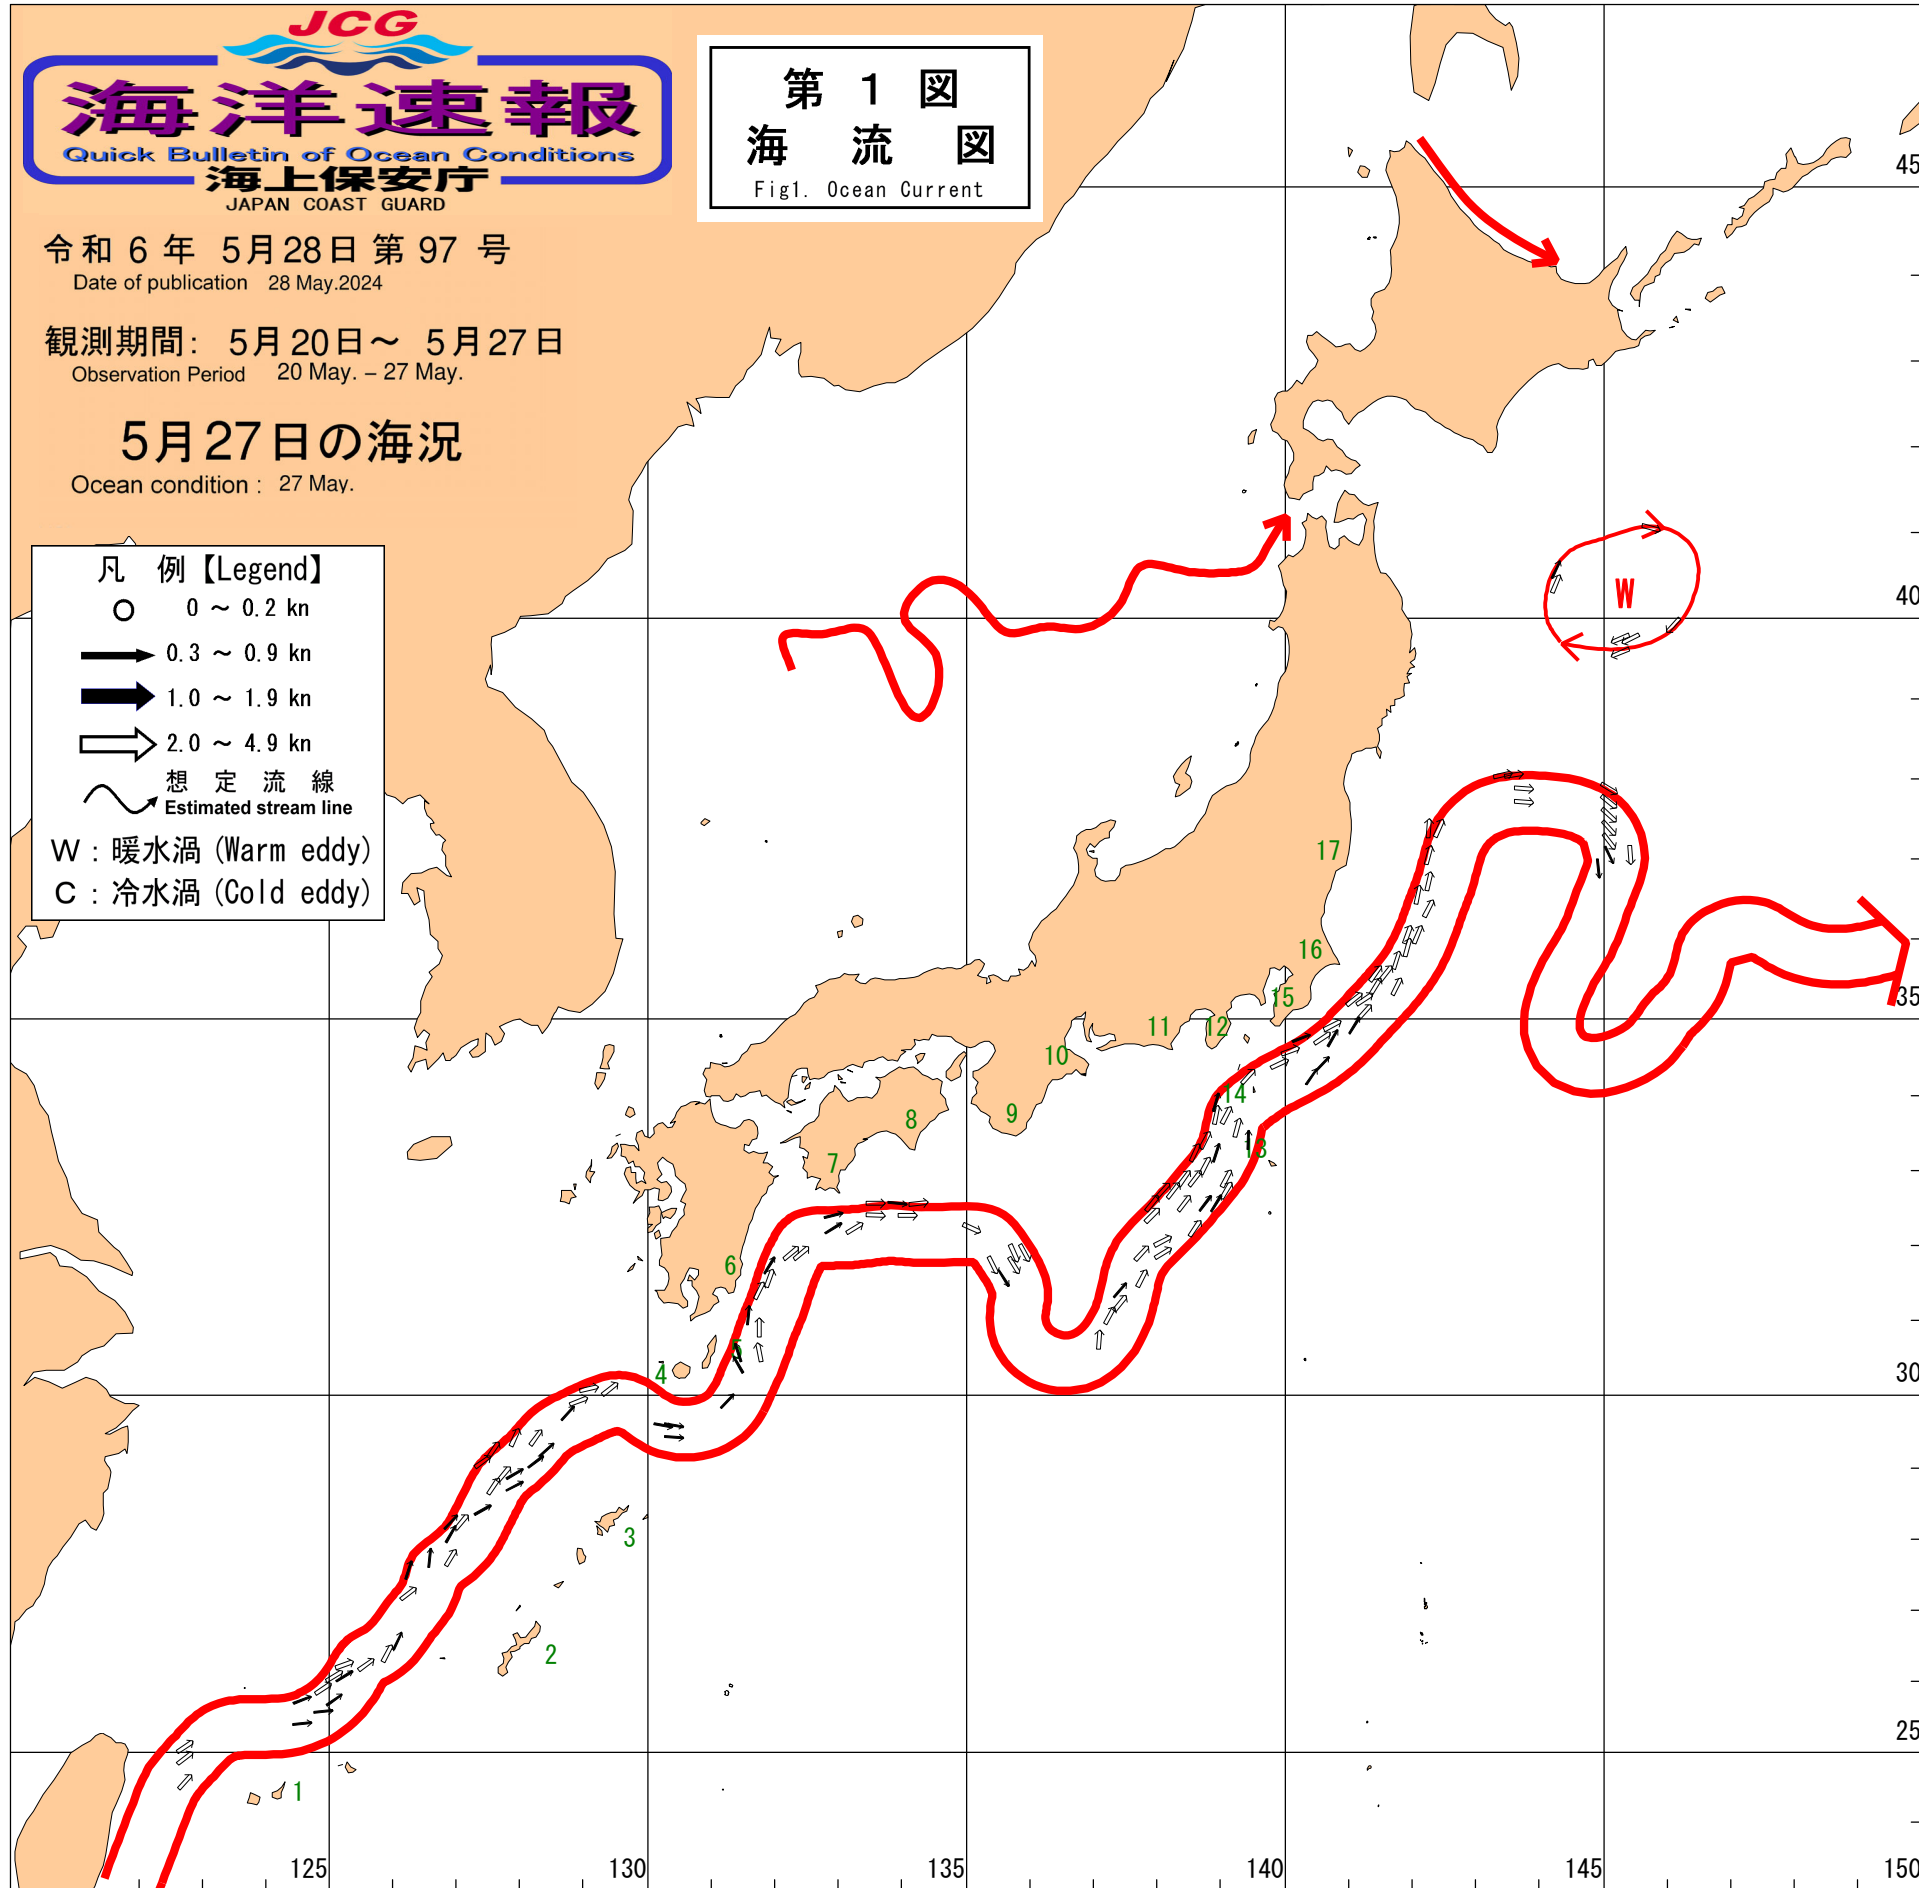 JCG
海洋速報
Quick Bulletin of Ocean Conditions
海上保安庁
JAPAN COAST GUARD
第 1 図
海 流 図
Fig1. Ocean Current
令和 6 年 5月28日 第 97 号
Date of publication 28 May.2024
観測期間: 5月20日～ 5月27日
Observation Period 20 May. – 27 May.
5月27日の海況
Ocean condition : 27 May.
凡 例【Legend】
0 ～ 0.2 kn
0.3 ～ 0.9 kn
1.0 ～ 1.9 kn
2.0 ～ 4.9 kn
想 定 流 線
Estimated stream line
W : 暖水渦 (Warm eddy)
C : 冷水渦 (Cold eddy)
45
W
40
17
16
15
35
12
11
10
14
9
8
13
7
6
5
4
30
3
2
25
1
125
130
135
140
145
150